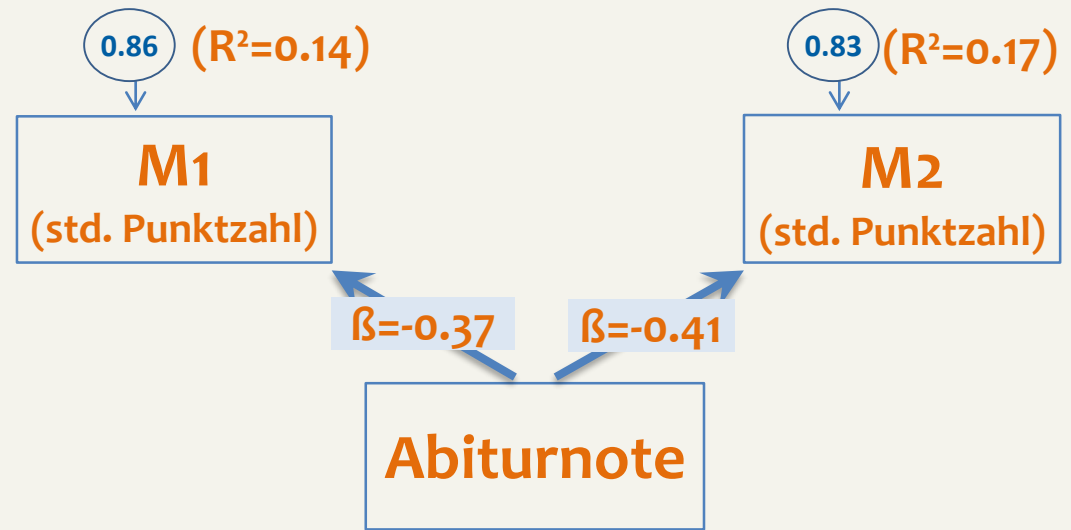 0.86 (R²=0.14)
0.83 (R²=0.17)
M1
(std. Punktzahl)
M2
(std. Punktzahl)
ß=-0.37
ß=-0.41
Abiturnote